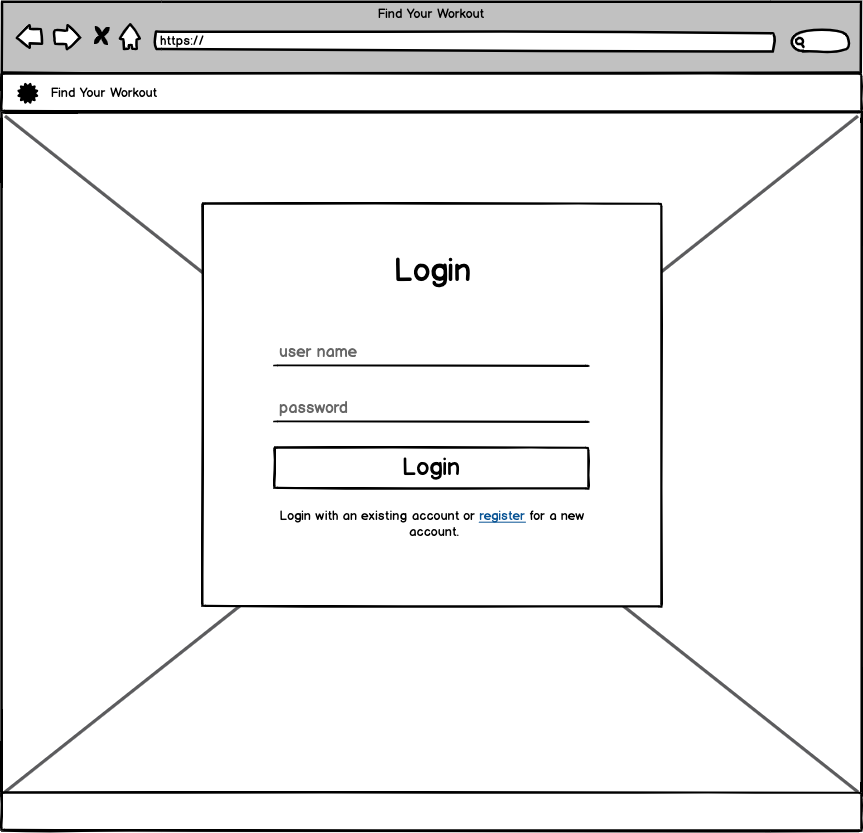 Find Your Workout
https://
Find Your Workout
Login
user name
password
Login
Login with an existing account or register for a new
account.